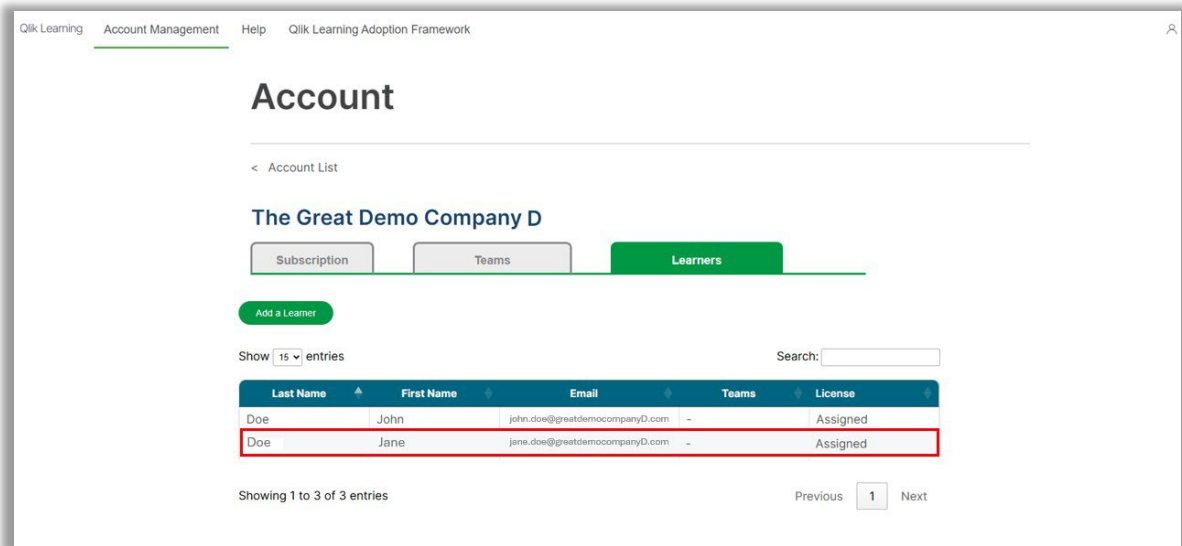 Qlik Learning Account Management Help Qlik Learning Adoption Framework
Account
< Account List
The Great Demo Company D
Subscription Teams Learners
Add a Learner
Show 15 entries Search:
Last Name First Name Email Teams License
Doe John john.doe@greatdemocompanyD.com - Assigned
Doe Jane jane.doe@greatdemocompanyD.com - Assigned
Showing 1 to 3 of 3 entries Previous 1 Next